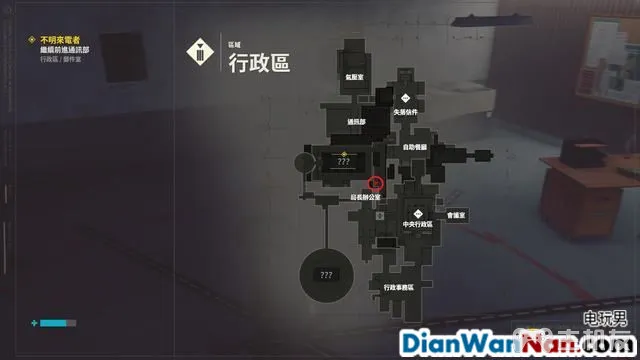 不明來電者
繼續前進通訊部
行政區 / 郵件室
區域
行政區
氣壓室
失落信件
通訊部
自助餐廳
???
局長辦公室
中央行政區
會議室
???
行政事務區
电玩男
DianWanNan.com